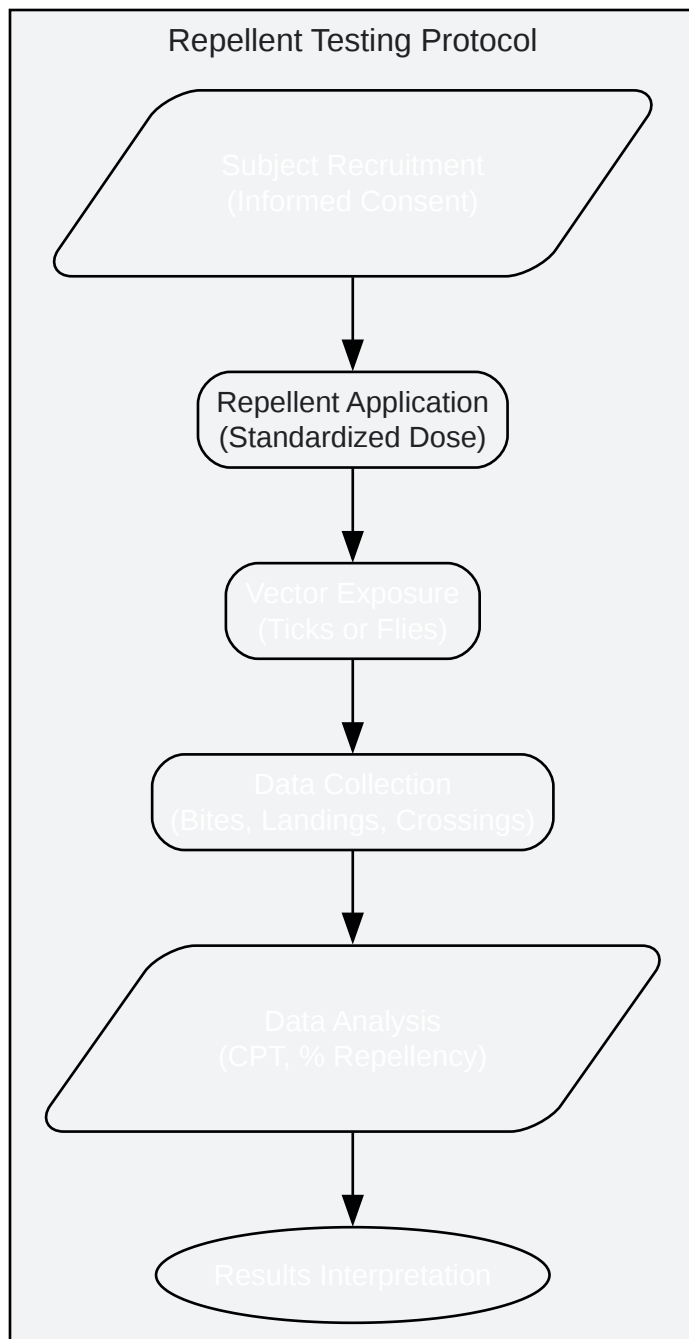 Repellent Testing Protocol
Subject Recruitment
(Informed Consent)
Repellent Application
(Standardized Dose)
Vector Exposure
(Ticks or Flies)
Data Collection
(Bites, Landings, Crossings)
Data Analysis
(CPT, % Repellency)
Results Interpretation